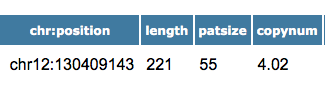 chr:position length patsize copynum
chr12:130409143 221 55 4.02